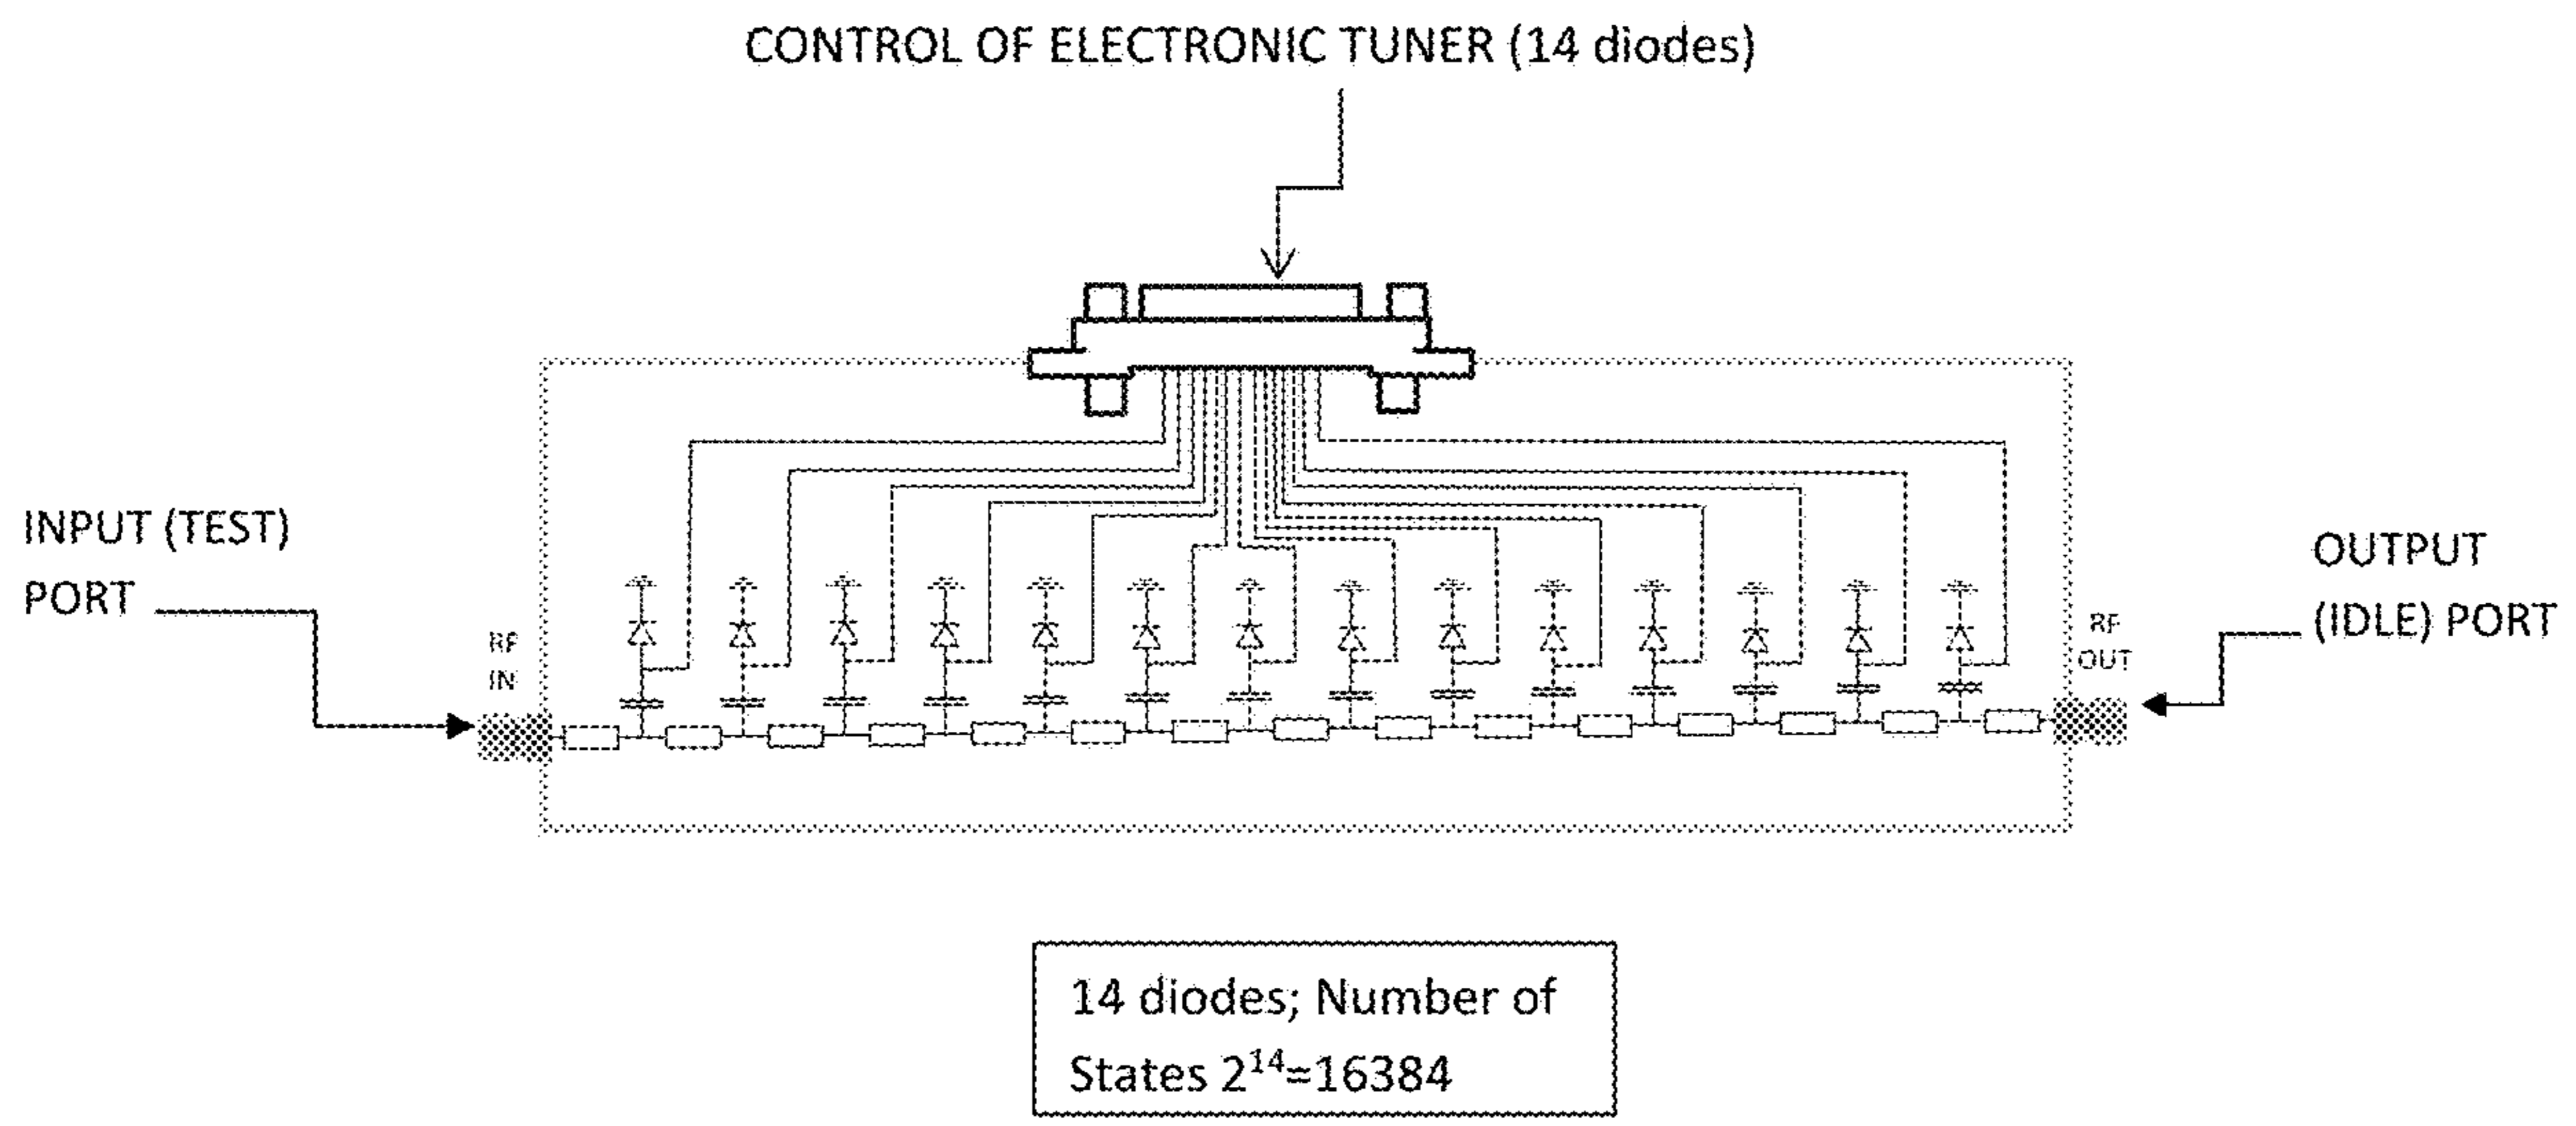 CONTROL OF ELECTRONIC TUNER (14 diodes)
INPUT (TEST)
PORT
RF
IN
OUTPUT
(IDLE) PORT
RF
OUT
14 diodes; Number of
States 2¹⁴=16384